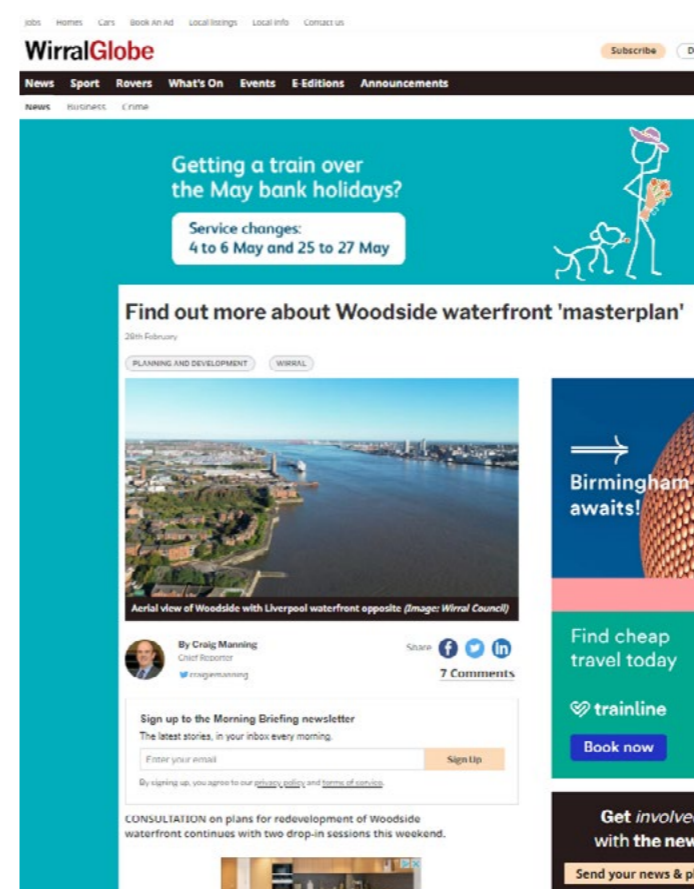 Jobs Homes Cars Book An Ad Local listings Local Info Contact us
WirralGlobe
Subscribe
News Sport Rovers What's On Events E-Editions Announcements
News Business Crime
Getting a train over
the May bank holidays?
Service changes:
4 to 6 May and 25 to 27 May
Find out more about Woodside waterfront 'masterplan'
28th February
PLANNING AND DEVELOPMENT WIRRAL
Birmingham
awaits!
Aerial view of Woodside with Liverpool waterfront opposite (Image: Wirral Council)
By Craig Manning
Chief Reporter
craigiemanning
Share
7 Comments
Find cheap
travel today
trainline
Book now
Sign up to the Morning Briefing newsletter
The latest stories, in your inbox every morning.
Enter your email Sign Up
By signing up, you agree to our privacy policy and terms of service.
CONSULTATION on plans for redevelopment of Woodside
waterfront continues with two drop-in sessions this weekend.
Get involved
with the new
Send your news & p